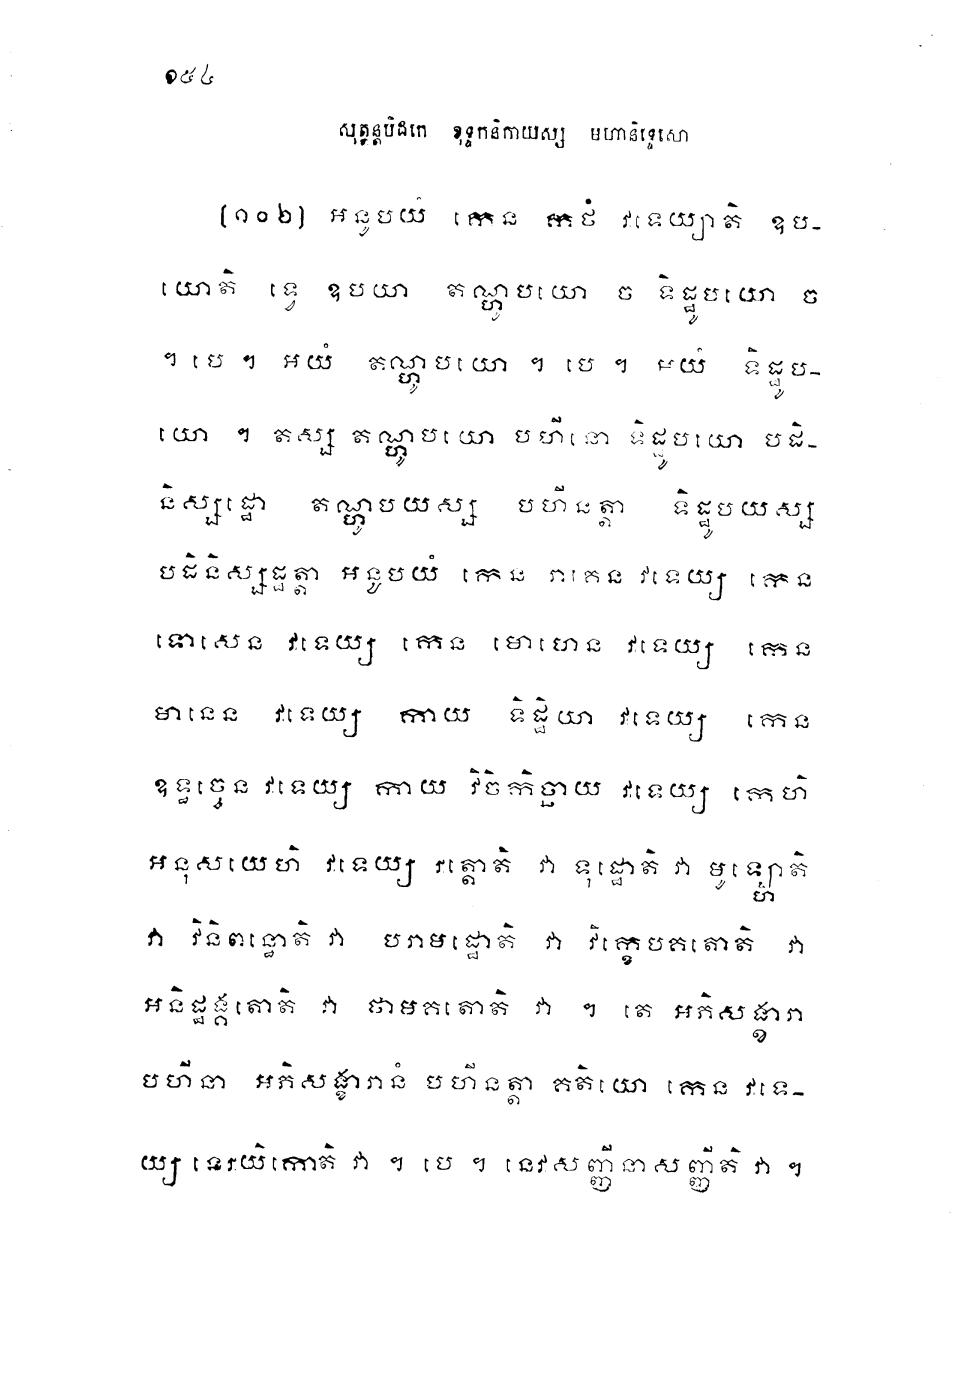 ១៥៤
សុត្តន្តបិដកេ ខុទ្ទកនិកាយស្ស មហានិទ្ទេសោ
(១០២) អនូបយំ កេន កថំ វទេយ្យាតិ ឧប-
យោតិ ទ្វេ ឧបយា តណ្ហូបយោ ច ទិដ្ឋូបយោ ច
។ បេ ។ អយំ តណ្ហូបយោ ។ បេ ។ អយំ ទិដ្ឋូប-
យោ ។ តស្ស តណ្ហូបយោ បហីនោ ទិដ្ឋូបយោ បដិ-
និស្សដ្ឋោ តណ្ហូបយស្ស បហីនត្តា ទិដ្ឋូបយស្ស
បដិនិស្សដ្ឋត្តា អនូបយំ កេន រាគេន វទេយ្យ កេន
ទោសេន វទេយ្យ កេន មោហេន វទេយ្យ កេន
មានេន វទេយ្យ កាយ ទិដ្ឋិយា វទេយ្យ កេន
ឧទ្ធច្ចេន វទេយ្យ កាយ វិចិកិច្ឆាយ វទេយ្យ កេហិ
អនុសយេហិ វទេយ្យ រត្តោតិ វា ទុដ្ឋោតិ វា មូឡ្ហោតិ
វា វិនិពន្ធោតិ វា បរាមដ្ឋោតិ វា វិក្ខេបគតោតិ វា
អនិដ្ឋង្គតោតិ វា ថាមគតោតិ វា ។ តេ អភិសង្ខារា
បហីនា អភិសង្ខារានំ បហីនត្តា គតិយោ កេន វទេ-
យ្យ នេរយិកោតិ វា ។ បេ ។ នេវសញ្ញីនាសញ្ញីតិ វា ។